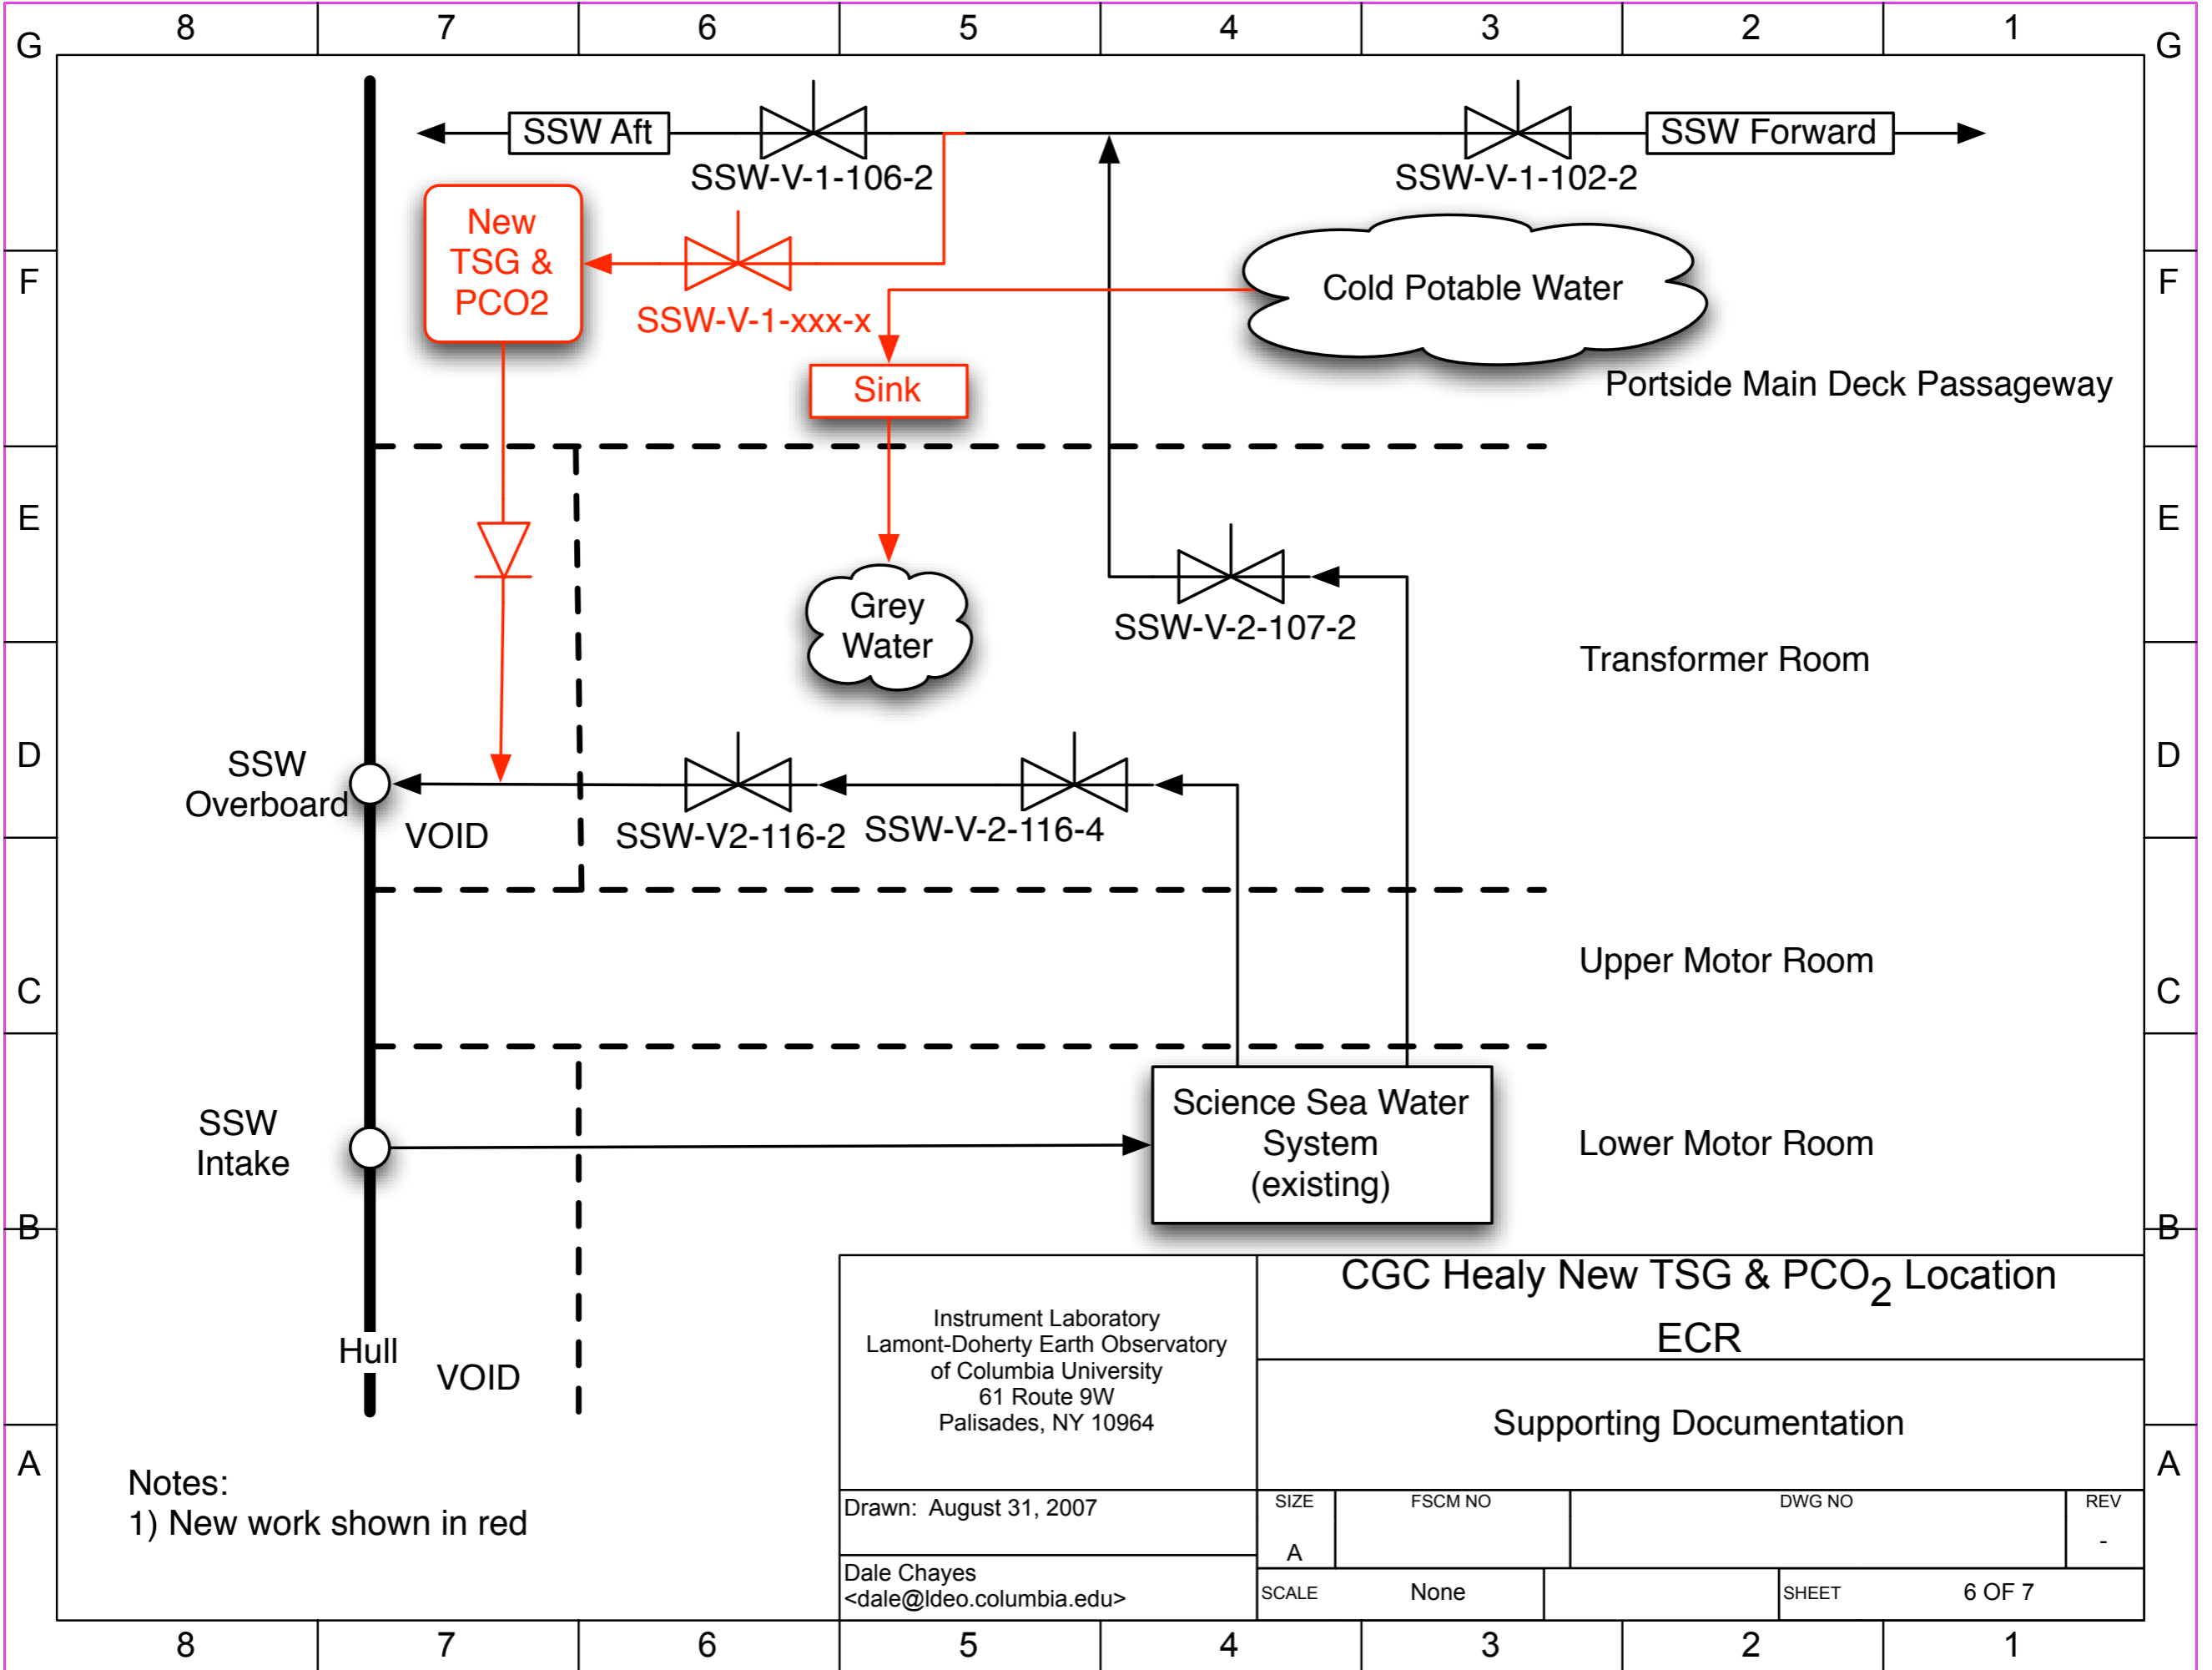 8 7 6 5 4 3 2 1
G G
SSW Aft
SSW Forward
SSW-V-1-106-2
SSW-V-1-102-2
New
TSG &
PCO2
F F
Cold Potable Water
SSW-V-1-xxx-x
Sink
Portside Main Deck Passageway
E E
Grey
Water
SSW-V-2-107-2
Transformer Room
D D
SSW
Overboard
VOID
SSW-V2-116-2
SSW-V-2-116-4
Upper Motor Room
C C
SSW
Intake
Science Sea Water
System
(existing)
Lower Motor Room
B B
Hull
VOID
Instrument Laboratory
Lamont-Doherty Earth Observatory
of Columbia University
61 Route 9W
Palisades, NY 10964
CGC Healy New TSG & PCO2 Location
ECR
Supporting Documentation
A A
Notes:
1) New work shown in red
Drawn: August 31, 2007
Dale Chayes
<dale@ldeo.columbia.edu>
SIZE
A
FSCM NO
DWG NO
REV
-
SCALE None
SHEET 6 OF 7
8 7 6 5 4 3 2 1